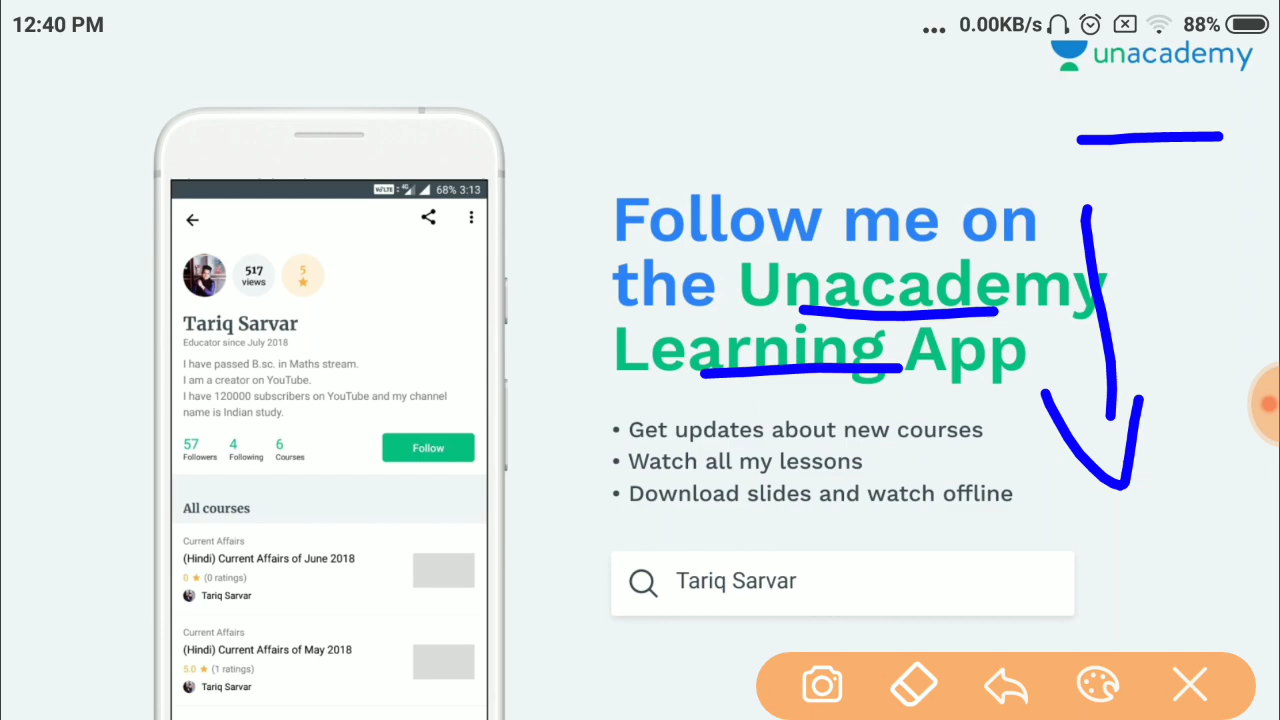 12:40 PM
... 0.00KB/s 88%
unacademy
VoLTE 4G 68% 3:13
517
views
5
Tariq Sarvar
Educator since July 2018
I have passed B.sc. in Maths stream.
I am a creator on YouTube.
I have 120000 subscribers on YouTube and my channel
name is Indian study.
57
Followers
4
Following
6
Courses
Follow
All courses
Current Affairs
(Hindi) Current Affairs of June 2018
0 ★ (0 ratings)
Tariq Sarvar
Current Affairs
(Hindi) Current Affairs of May 2018
5.0 ★ (1 ratings)
Tariq Sarvar
Follow me on
the Unacademy
Learning App
• Get updates about new courses
• Watch all my lessons
• Download slides and watch offline
Tariq Sarvar